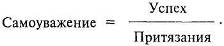 Успех
Самоуважение = .
Притязания